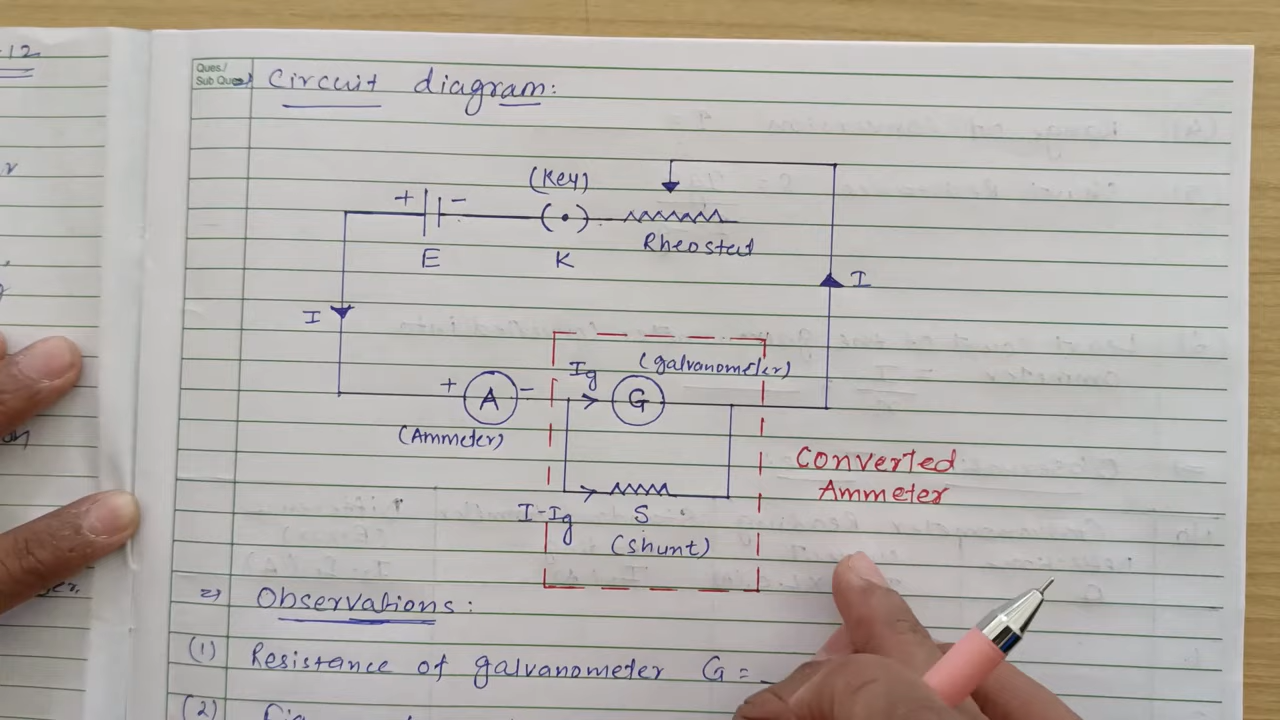 -12
Ques./
Sub Ques.
Circuit diagram:
(Key)
+ -
E
K
Rheostat
I
I
(galvanometer)
Ig
+ A - G
(Ammeter)
Converted
Ammeter
I-Ig
S
(Shunt)
=> Observations:
(1) Resistance of galvanometer G = _
(2)